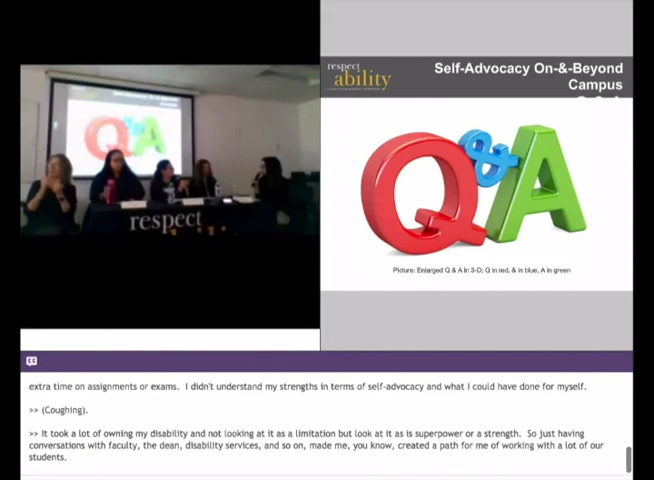 Q & A
respect
respect
ability
Self-Advocacy On-&-Beyond
Campus
Q&A
Picture: Enlarged Q & A in 3-D; Q in red, & in blue, A in green
CC
extra time on assignments or exams.  I didn't understand my strengths in terms of self-advocacy and what I could have done for myself.
>> (Coughing).
>> It took a lot of owning my disability and not looking at it as a limitation but look at it as is superpower or a strength.  So just having
conversations with faculty, the dean, disability services, and so on, made me, you know, created a path for me of working with a lot of our
students.